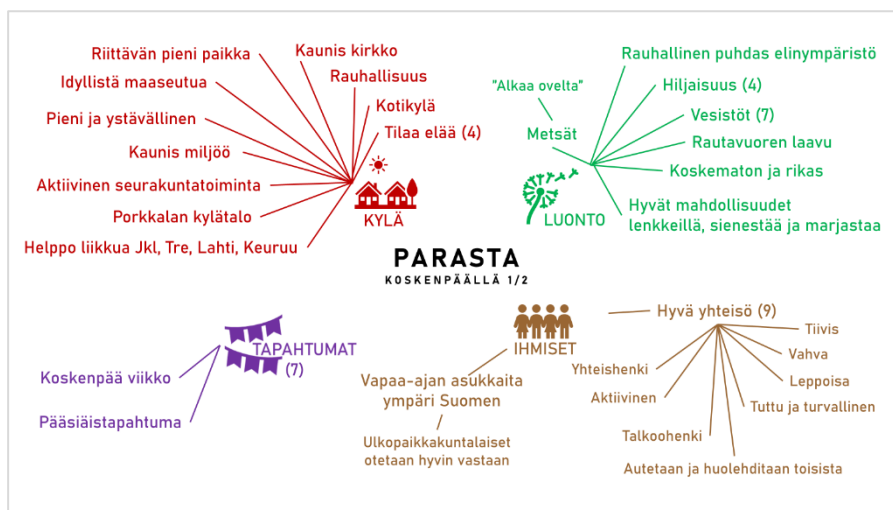 Riittävän pieni paikka
Idyllistä maaseutua
Pieni ja ystävällinen
Kaunis miljöö
Aktiivinen seurakuntatoiminta
Porkkalan kylätalo
Helppo liikkua Jkl, Tre, Lahti, Keuruu
Kaunis kirkko
Rauhallisuus
Kotikylä
Tilaa elää (4)
KYLÄ
"Alkaa ovelta"
Metsät
Rauhallinen puhdas elinympäristö
Hiljaisuus (4)
Vesistöt (7)
Rautavuoren laavu
Koskematon ja rikas
Hyvät mahdollisuudet
lenkkeillä, sienestää ja marjastaa
LUONTO
PARASTA
KOSKENPÄÄLLÄ 1/2
TAPAHTUMAT
(7)
Koskenpää viikko
Pääsiäistapahtuma
IHMISET
Vapaa-ajan asukkaita
ympäri Suomen
Ulkopaikkakuntalaiset
otetaan hyvin vastaan
Hyvä yhteisö (9)
Yhteishenki
Aktiivinen
Talkoohenki
Autetaan ja huolehditaan toisista
Tuttu ja turvallinen
Leppoisa
Vahva
Tiivis